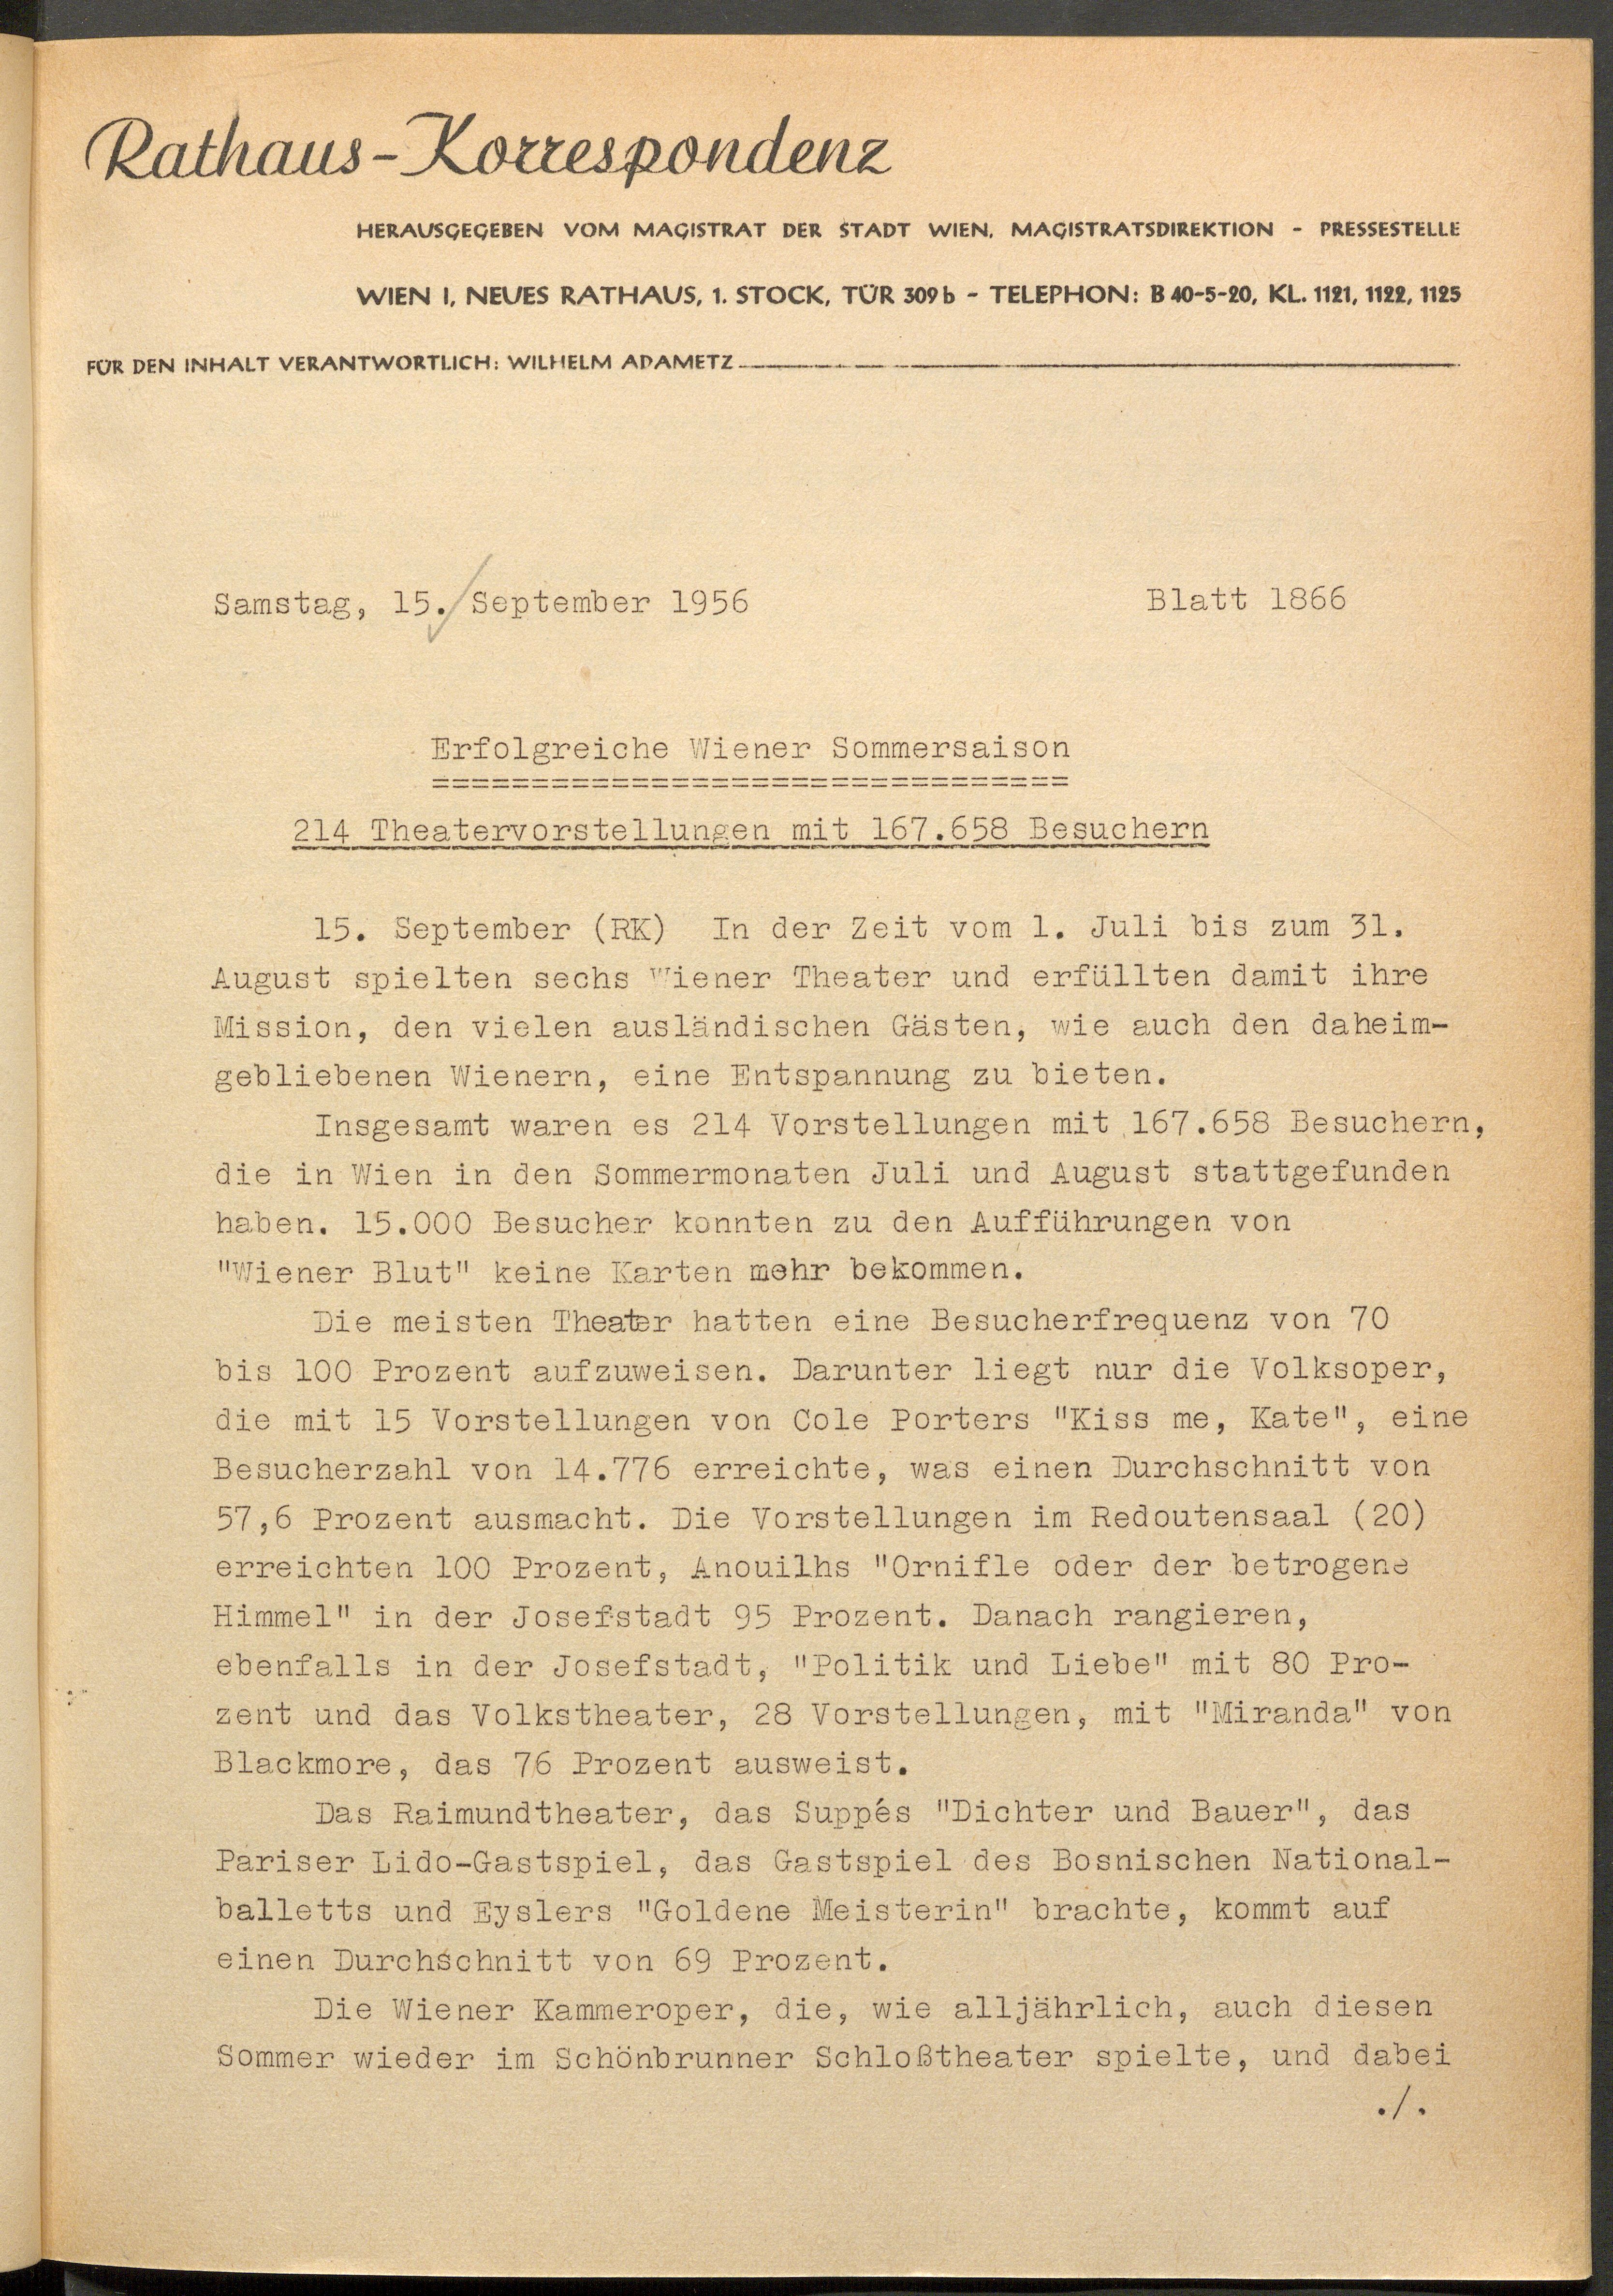 Rathaus-Korrespondenz
HERAUSGEGEBEN VOM MAGISTRAT DER STADT WIEN, MAGISTRATSDIREKTION - PRESSESTELLE
WIEN I, NEUES RATHAUS, 1. STOCK, TÜR 309b - TELEPHON: B 40-5-20, KL. 1121, 1122, 1125
FÜR DEN INHALT VERANTWORTLICH: WILHELM ADAMETZ
Samstag, 15. September 1956 Blatt 1866
Erfolgreiche Wiener Sommersaison
================================
214 Theatervorstellungen mit 167.658 Besuchern
15. September (RK) In der Zeit vom 1. Juli bis zum 31.
August spielten sechs Wiener Theater und erfüllten damit ihre
Mission, den vielen ausländischen Gästen, wie auch den daheim-
gebliebenen Wienern, eine Entspannung zu bieten.
Insgesamt waren es 214 Vorstellungen mit 167.658 Besuchern,
die in Wien in den Sommermonaten Juli und August stattgefunden
haben. 15.000 Besucher konnten zu den Aufführungen von
"Wiener Blut" keine Karten mehr bekommen.
Die meisten Theater hatten eine Besucherfrequenz von 70
bis 100 Prozent aufzuweisen. Darunter liegt nur die Volksoper,
die mit 15 Vorstellungen von Cole Porters "Kiss me, Kate", eine
Besucherzahl von 14.776 erreichte, was einen Durchschnitt von
57,6 Prozent ausmacht. Die Vorstellungen im Redoutensaal (20)
erreichten 100 Prozent, Anouilhs "Ornifle oder der betrogene
Himmel" in der Josefstadt 95 Prozent. Danach rangieren,
ebenfalls in der Josefstadt, "Politik und Liebe" mit 80 Pro-
zent und das Volkstheater, 28 Vorstellungen, mit "Miranda" von
Blackmore, das 76 Prozent ausweist.
Das Raimundtheater, das Suppés "Dichter und Bauer", das
Pariser Lido-Gastspiel, das Gastspiel des Bosnischen National-
balletts und Eyslers "Goldene Meisterin" brachte, kommt auf
einen Durchschnitt von 69 Prozent.
Die Wiener Kammeroper, die, wie alljährlich, auch diesen
Sommer wieder im Schönbrunner Schloßtheater spielte, und dabei
./.